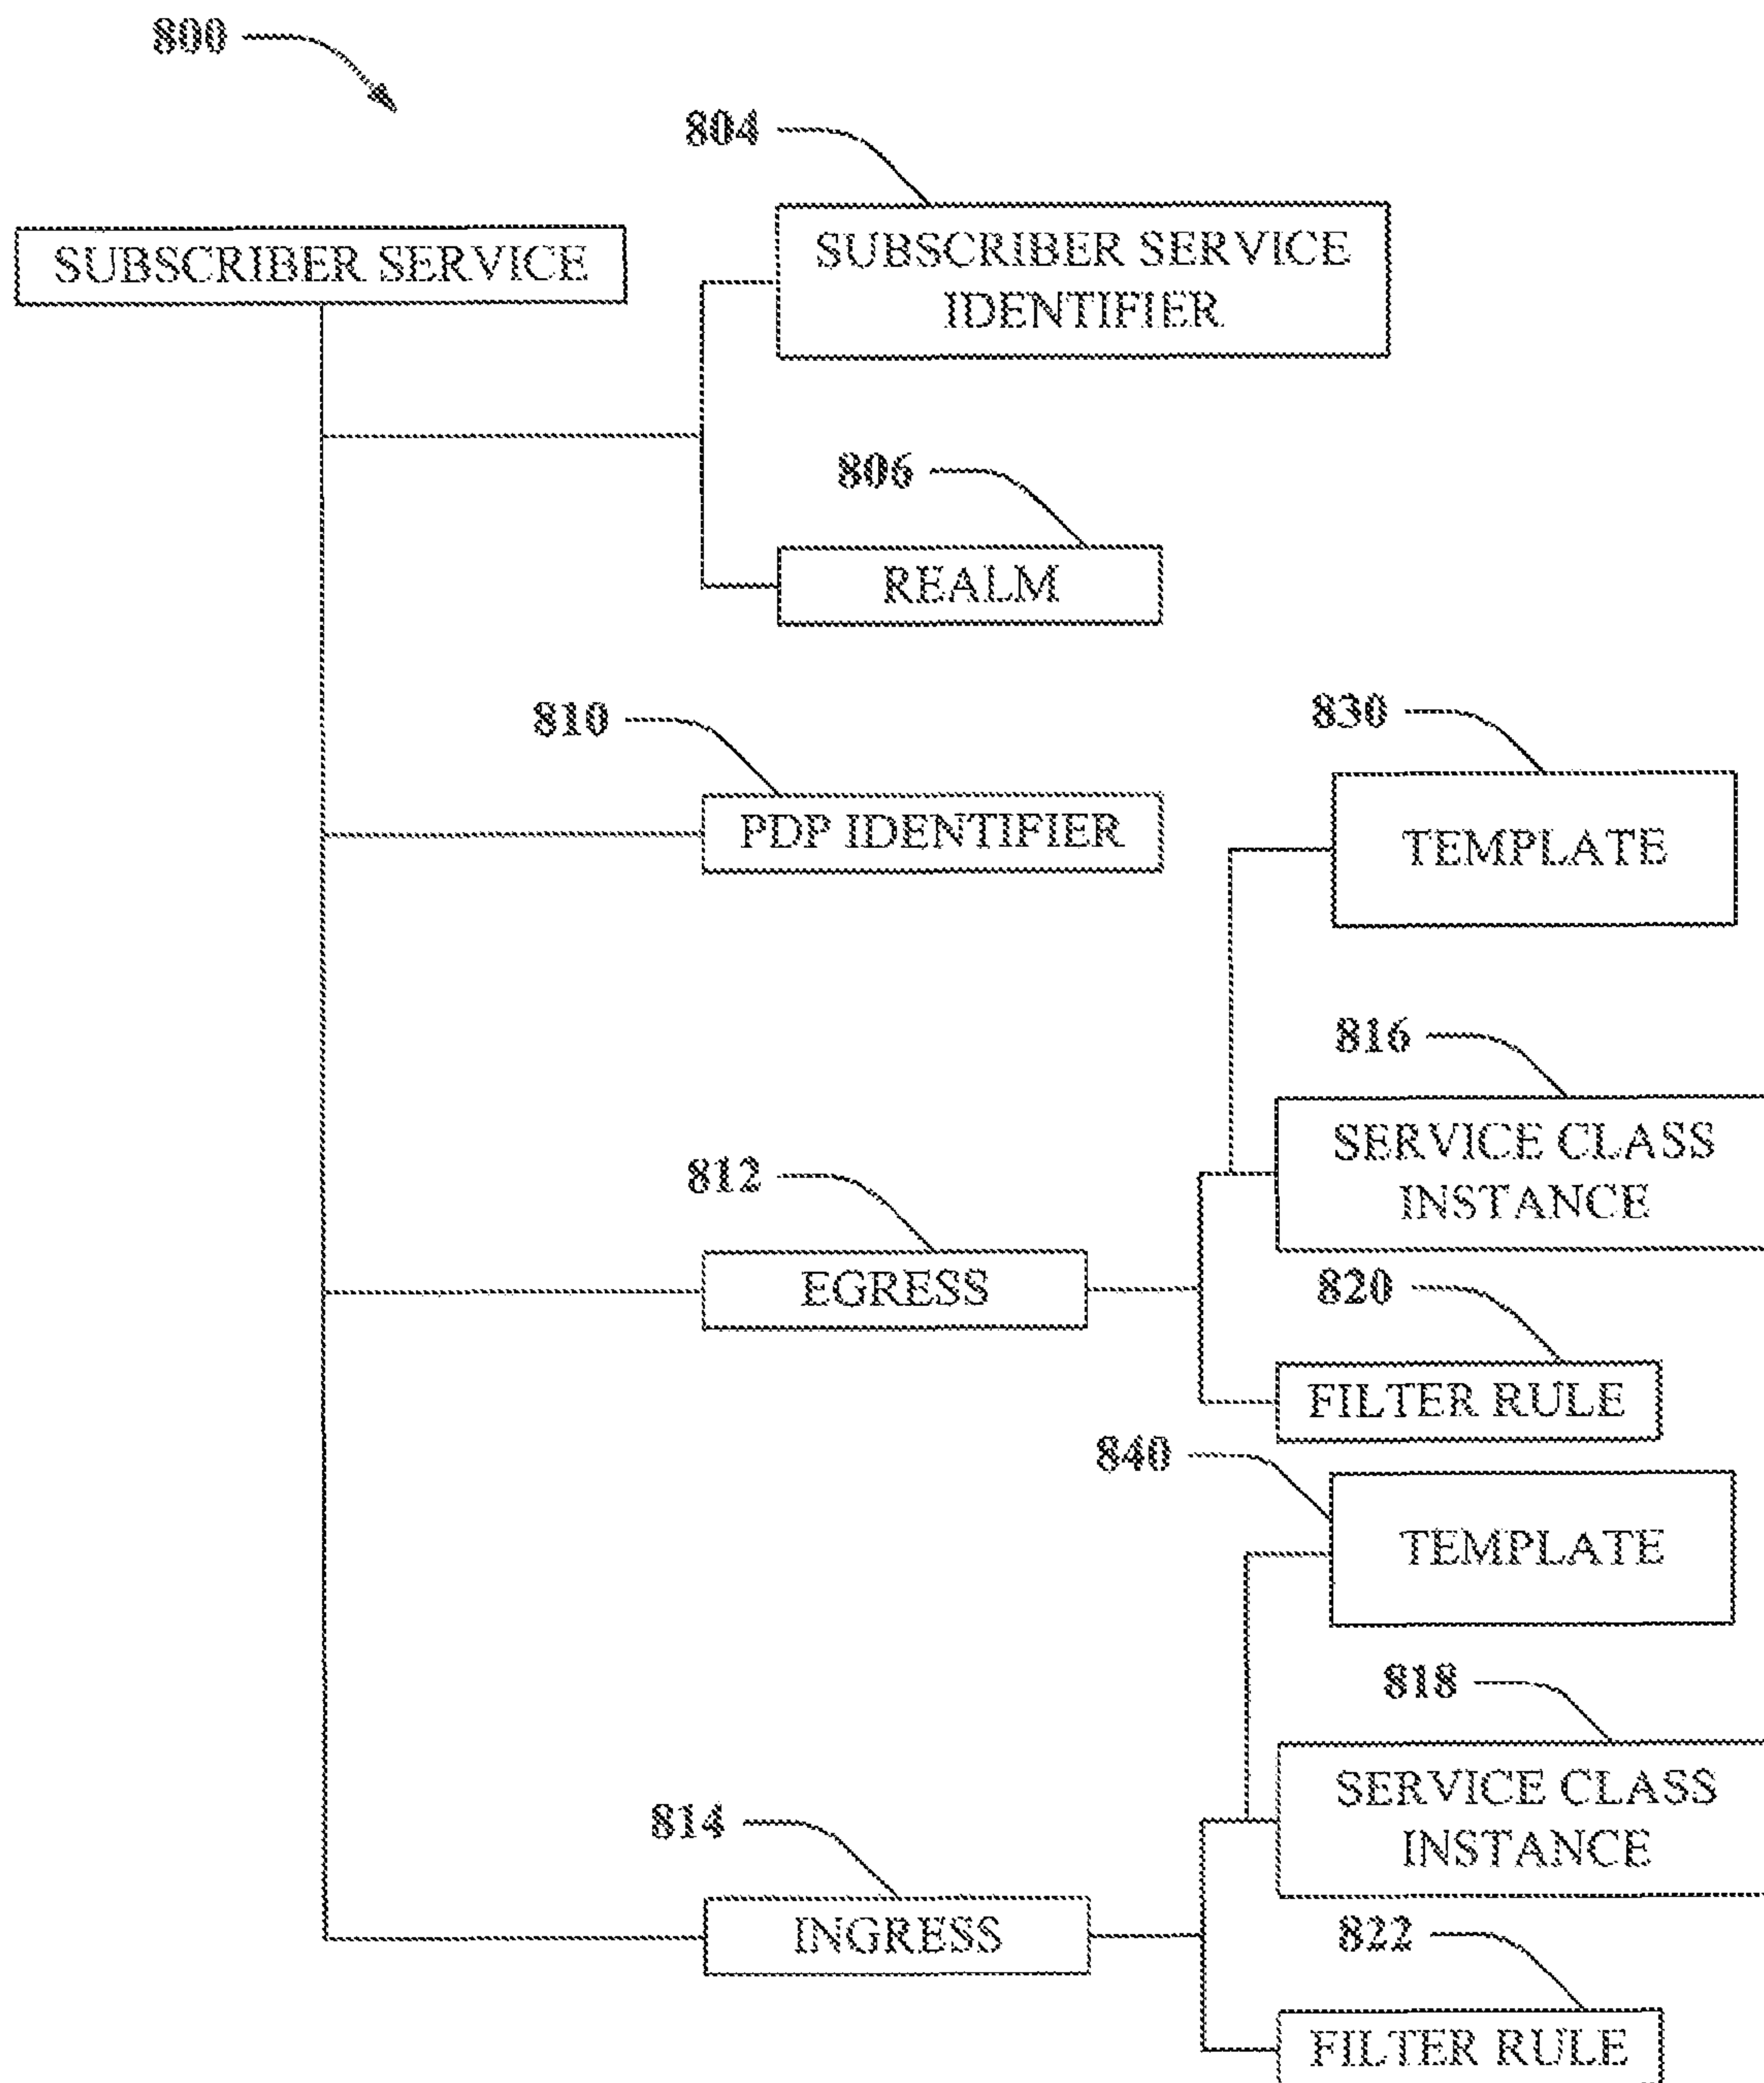 800
804
SUBSCRIBER SERVICE
SUBSCRIBER SERVICE
IDENTIFIER
806
REALM
810
PDP IDENTIFIER
830
TEMPLATE
816
SERVICE CLASS
INSTANCE
812
EGRESS
820
FILTER RULE
840
TEMPLATE
818
SERVICE CLASS
INSTANCE
814
INGRESS
822
FILTER RULE